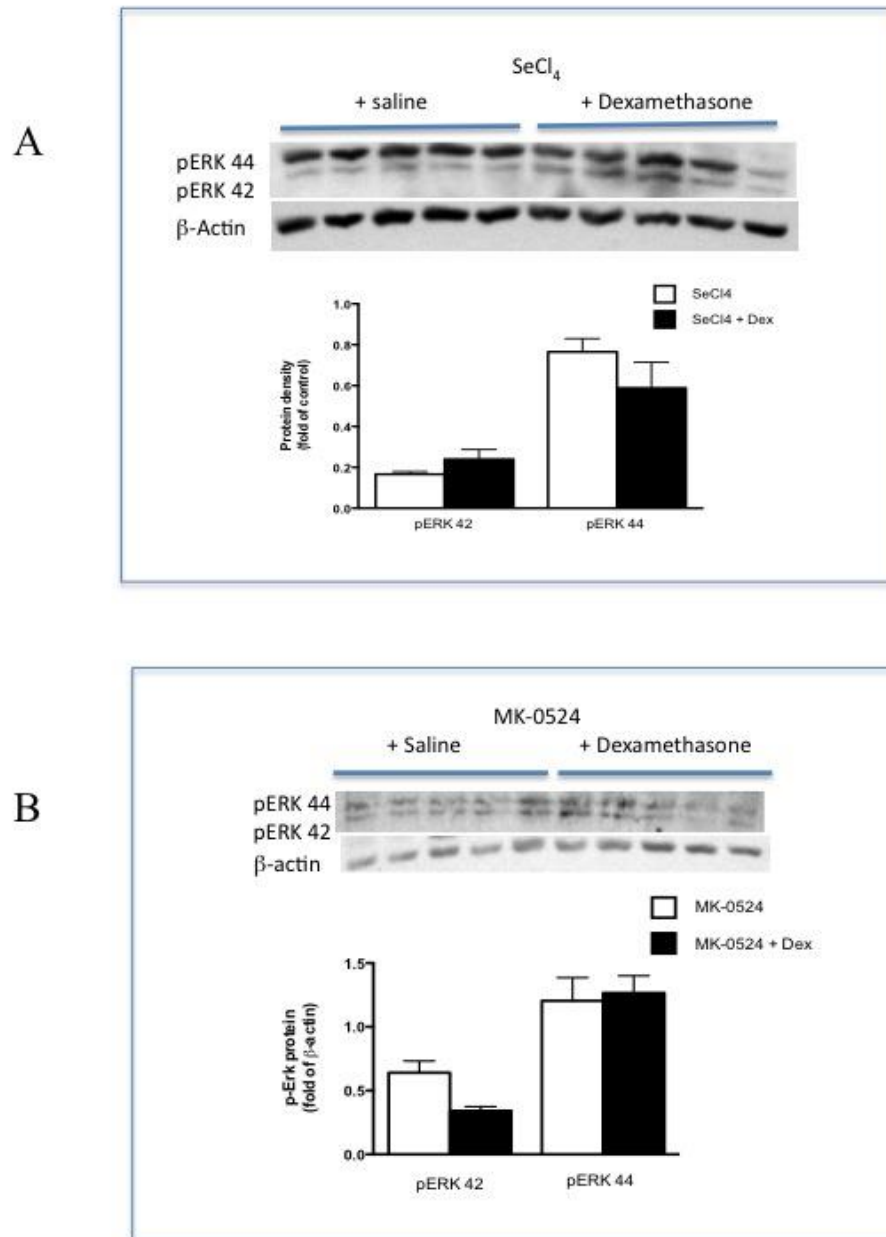 A
SeCl₄
+ saline + Dexamethasone
pERK 44
pERK 42
β-Actin
SeCl4
SeCl4 + Dex
Protein density
(fold of control)
1.0
0.8
0.6
0.4
0.2
0.0
pERK 42 pERK 44
B
MK-0524
+ Saline + Dexamethasone
pERK 44
pERK 42
β-actin
MK-0524
MK-0524 + Dex
p-Erk protein
(fold of β-actin)
1.5
1.0
0.5
0.0
pERK 42 pERK 44